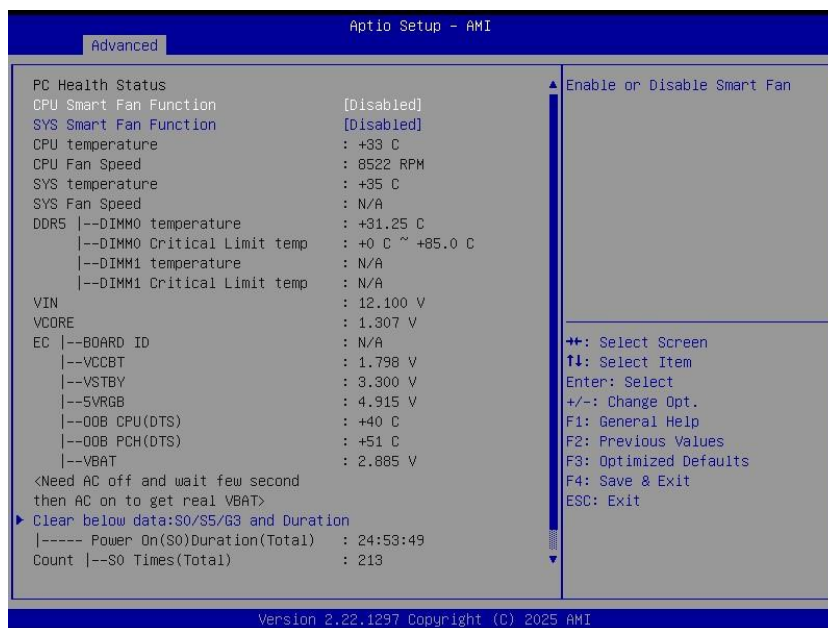 Aptio Setup - AMI
Advanced
PC Health Status
CPU Smart Fan Function [Disabled]
SYS Smart Fan Function [Disabled]
CPU temperature : +33 C
CPU Fan Speed : 8522 RPM
SYS temperature : +35 C
SYS Fan Speed : N/A
DDR5 |--DIMM0 temperature : +31.25 C
|--DIMM0 Critical Limit temp : +0 C ~ +85.0 C
|--DIMM1 temperature : N/A
|--DIMM1 Critical Limit temp : N/A
VIN : 12.100 V
VCORE : 1.307 V
EC |--BOARD ID : N/A
|--VCCBT : 1.798 V
|--VSTBY : 3.300 V
|--5VRGB : 4.915 V
|--OOB CPU(DTS) : +40 C
|--OOB PCH(DTS) : +51 C
|--VBAT : 2.885 V
<Need AC off and wait few second
then AC on to get real VBAT>
Clear below data:S0/S5/G3 and Duration
|----- Power On(S0)Duration(Total) : 24:53:49
Count |--S0 Times(Total) : 213
Enable or Disable Smart Fan
→←: Select Screen
↑↓: Select Item
Enter: Select
+/-: Change Opt.
F1: General Help
F2: Previous Values
F3: Optimized Defaults
F4: Save & Exit
ESC: Exit
Version 2.22.1297 Copyright (C) 2025 AMI